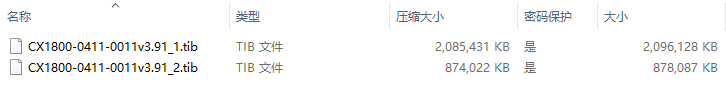 名称 类型 压缩大小 密码保护 大小
CX1800-0411-0011v3.91_1.tib TIB 文件 2,085,431 KB 是 2,096,128 KB
CX1800-0411-0011v3.91_2.tib TIB 文件 874,022 KB 是 878,087 KB